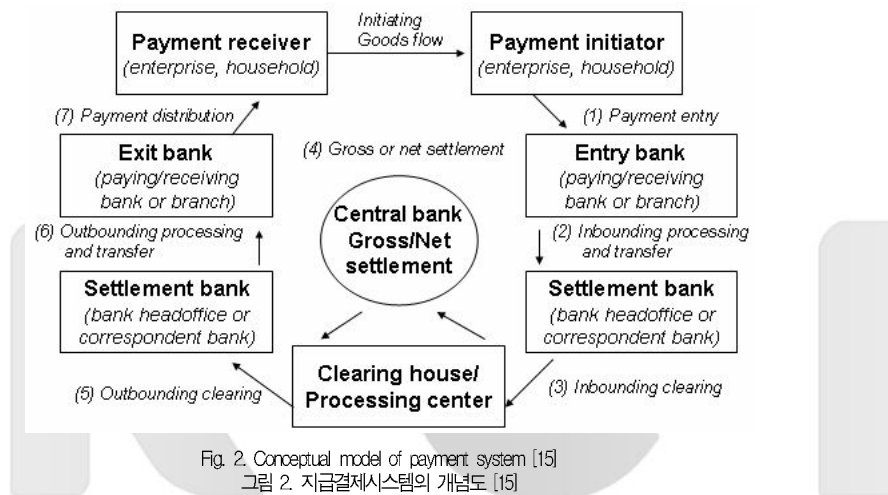 Payment receiver
(enterprise, household)
Initiating
Goods flow
Payment initiator
(enterprise, household)
(7) Payment distribution
(1) Payment entry
Exit bank
(paying/receiving
bank or branch)
(4) Gross or net settlement
Entry bank
(paying/receiving
bank or branch)
Central bank
Gross/Net
settlement
(6) Outbounding processing
and transfer
(2) Inbounding processing
and transfer
Settlement bank
(bank headoffice or
correspondent bank)
Settlement bank
(bank headoffice or
correspondent bank)
(5) Outbounding clearing
Clearing house/
Processing center
(3) Inbounding clearing
Fig. 2. Conceptual model of payment system [15]
그림 2. 지급결제시스템의 개념도 [15]